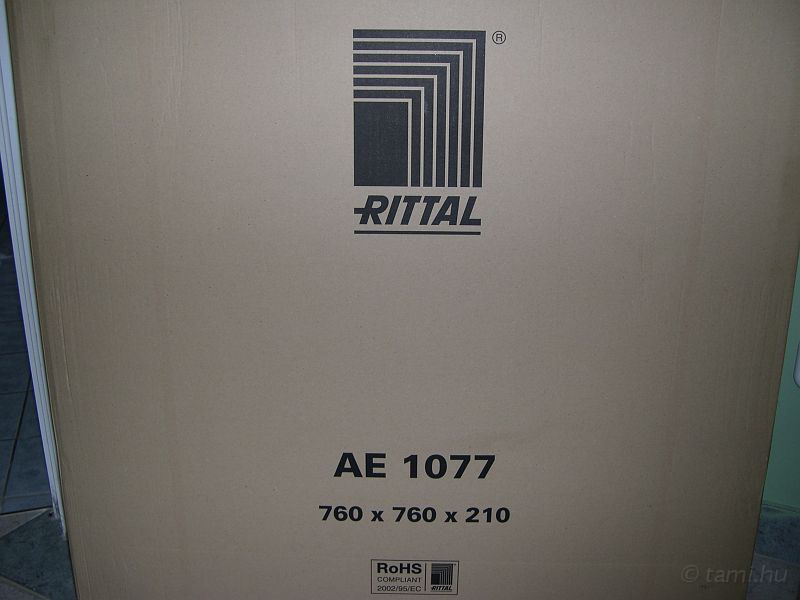 ®
RITTAL
AE 1077
760 x 760 x 210
RoHS
COMPLIANT
2002/95/EC
RITTAL
© tami.hu